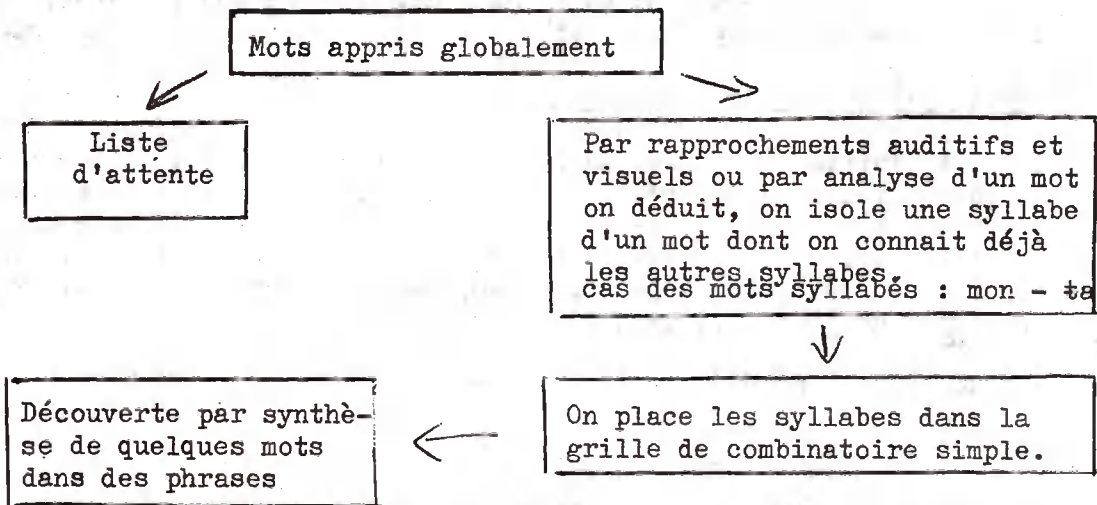 Mots appris globalement
Liste
d'attente
Par rapprochements auditifs et
visuels ou par analyse d'un mot
on déduit, on isole une syllabe
d'un mot dont on connait déjà
les autres syllabes.
cas des mots syllabés : mon - ta
On place les syllabes dans la
grille de combinatoire simple.
Découverte par synthè-
se de quelques mots
dans des phrases